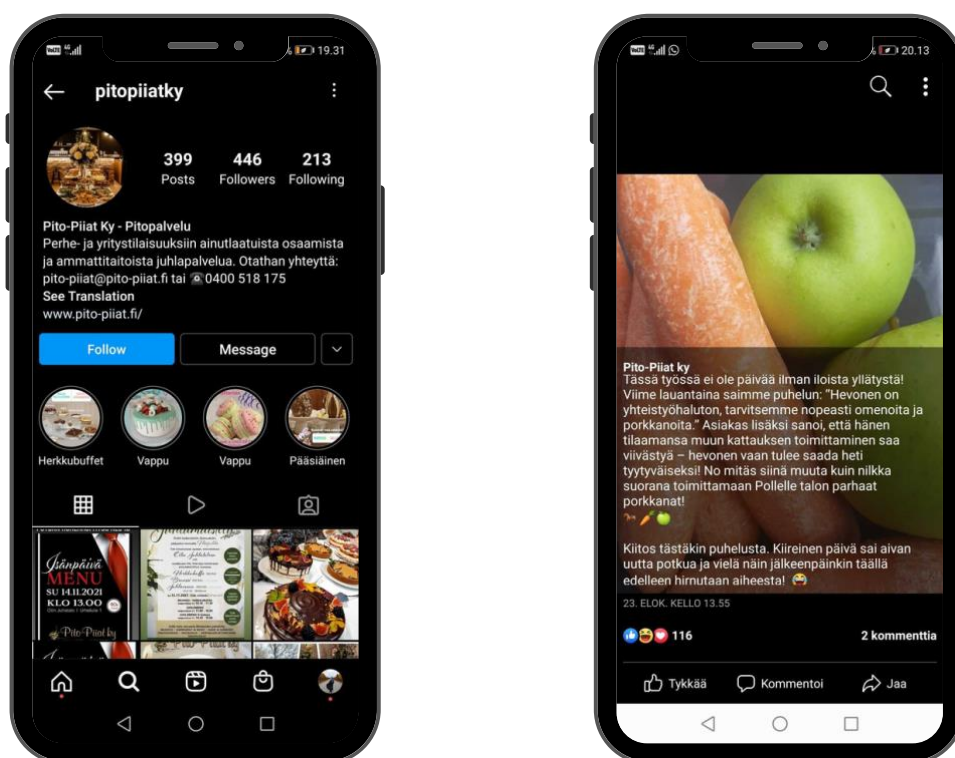 19.31
pitopiiatky
399 446 213
Posts Followers Following
Pito-Piiat Ky - Pitopalvelu
Perhe- ja yritystilaisuuksiin ainutlaatuista osaamista
ja ammattitaitoista juhlapalvelua. Otathan yhteyttä:
pito-piiat@pito-piiat.fi tai ☎0400 518 175
See Translation
www.pito-piiat.fi/
Follow Message
Herkkubuffet Vappu Vappu Pääsiäinen
Isänpäivä
MENU
SU 14.11.2021
KLO 13.00
Pito-Piiat ky
20.13
Pito-Piiat ky
Tässä työssä ei ole päivää ilman iloista yllätystä!
Viime lauantaina saimme puhelun: "Hevonen on
yhteistyöhaluton, tarvitsemme nopeasti omenoita ja
porkkanoita." Asiakas lisäksi sanoi, että hänen
tilaamansa muun kattauksen toimittaminen saa
viivästyä – hevonen vaan tulee saada heti
tyytyväiseksi! No mitäs siinä muuta kuin nilkka
suorana toimittamaan Pollelle talon parhaat
porkkanat!
🐎🥕🍏
Kiitos tästäkin puhelusta. Kiireinen päivä sai aivan
uutta potkua ja vielä näin jälkeenpäinkin täällä
edelleen hirnutaan aiheesta! 😂
23. ELOK. KELLO 13.55
116 2 kommenttia
Tykkää Kommentoi Jaa